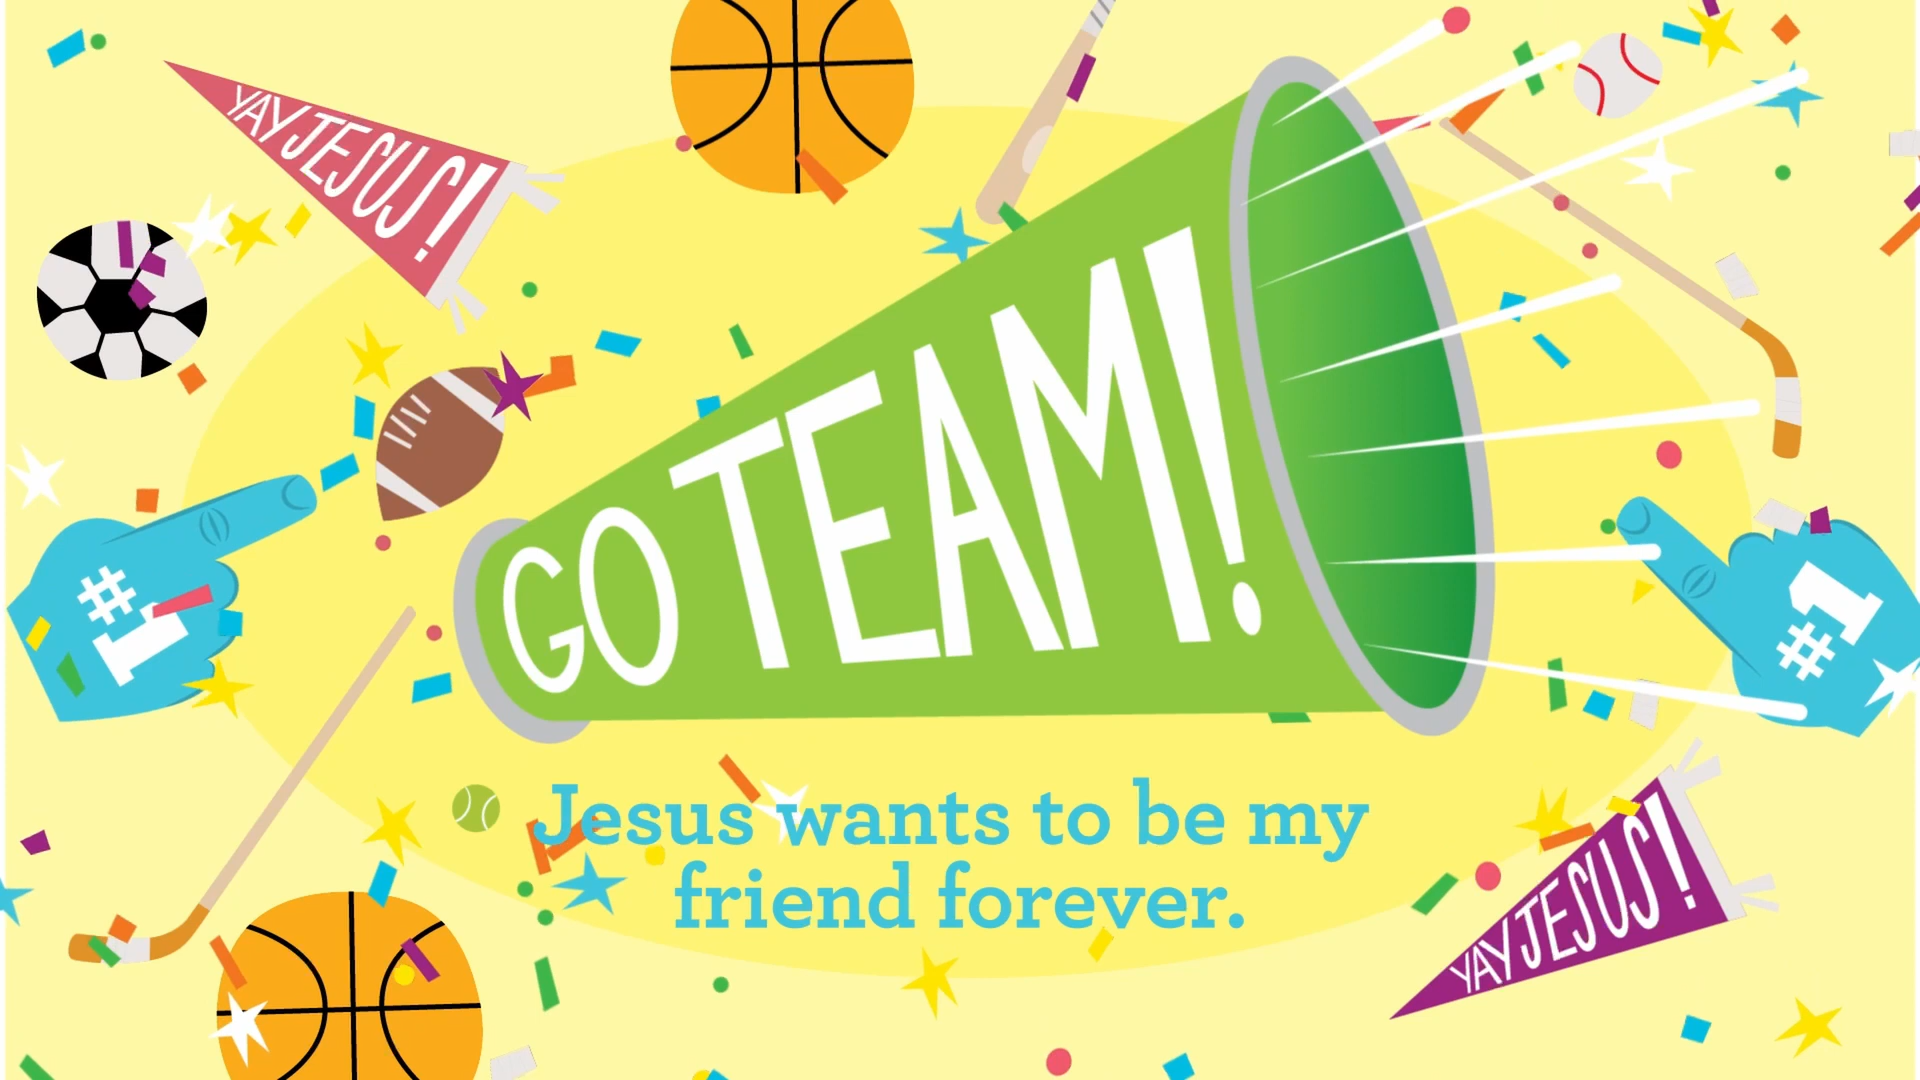 YAY JESUS!
GO TEAM!
#1
#1
Jesus wants to be my
friend forever.
YAY JESUS!